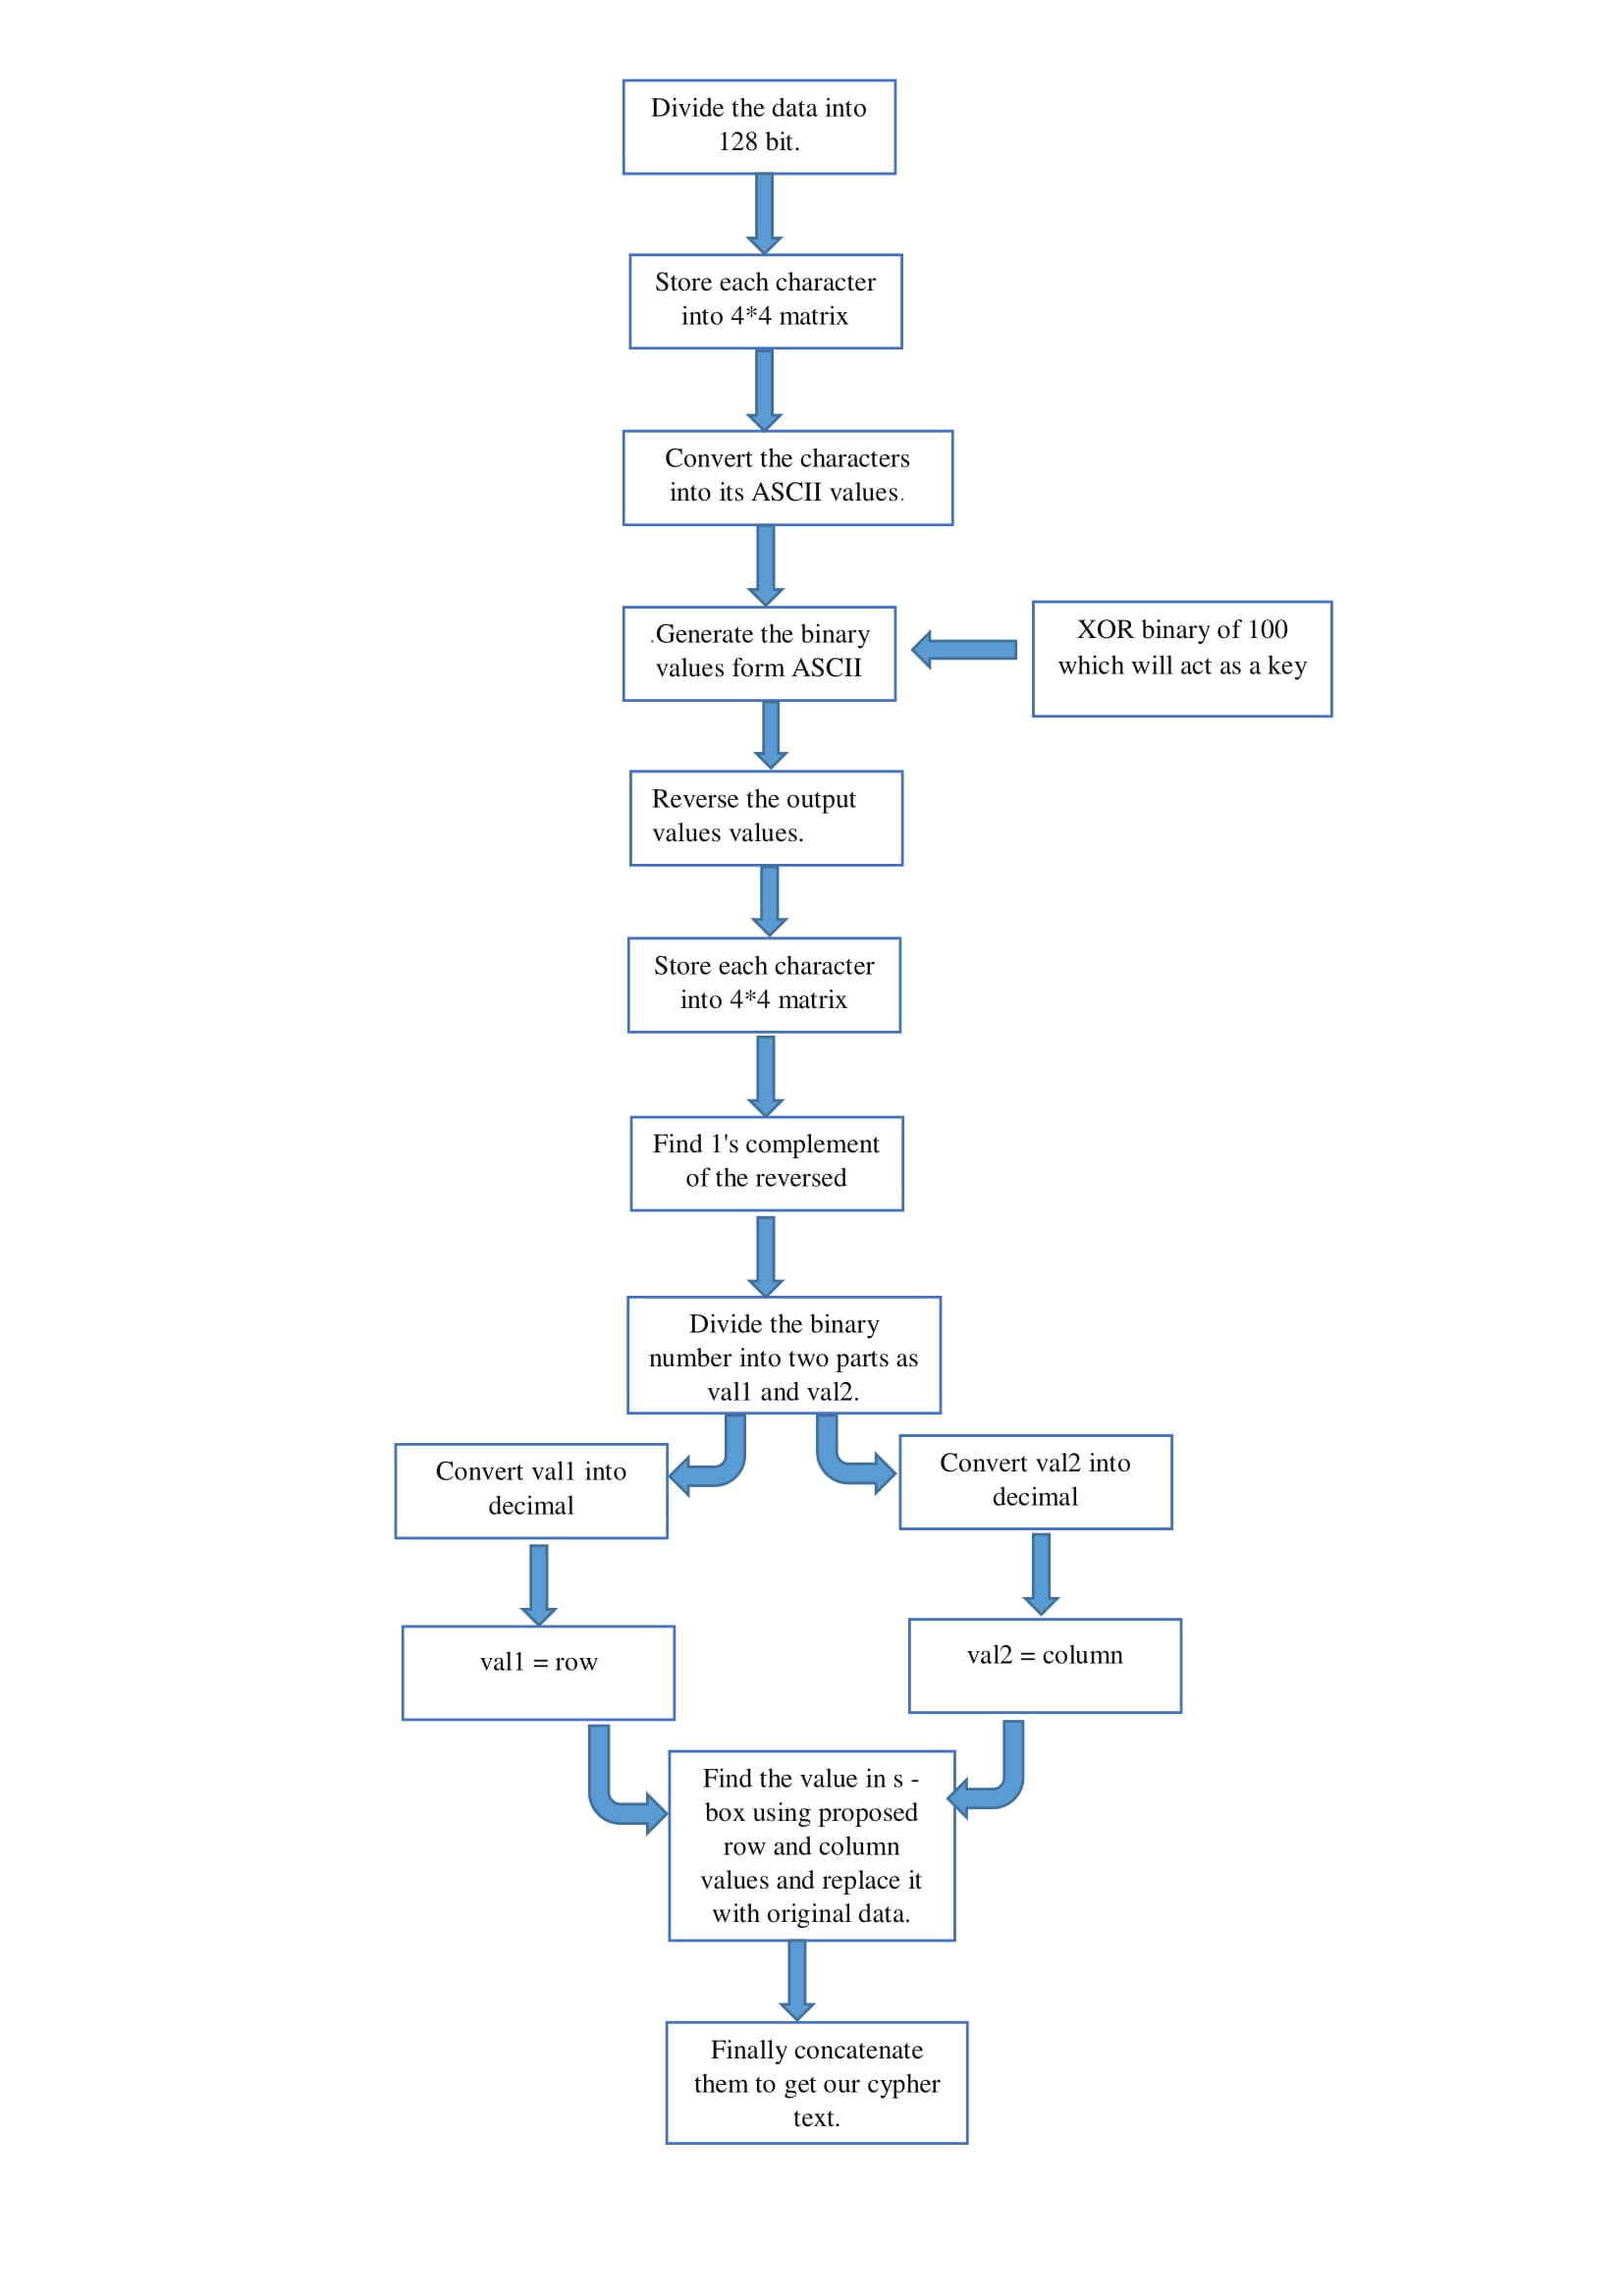 Divide the data into
128 bit.
Store each character
into 4*4 matrix
Convert the characters
into its ASCII values.
.Generate the binary
values form ASCII
XOR binary of 100
which will act as a key
Reverse the output
values values.
Store each character
into 4*4 matrix
Find 1's complement
of the reversed
Divide the binary
number into two parts as
val1 and val2.
Convert val1 into
decimal
Convert val2 into
decimal
val1 = row
val2 = column
Find the value in s -
box using proposed
row and column
values and replace it
with original data.
Finally concatenate
them to get our cypher
text.